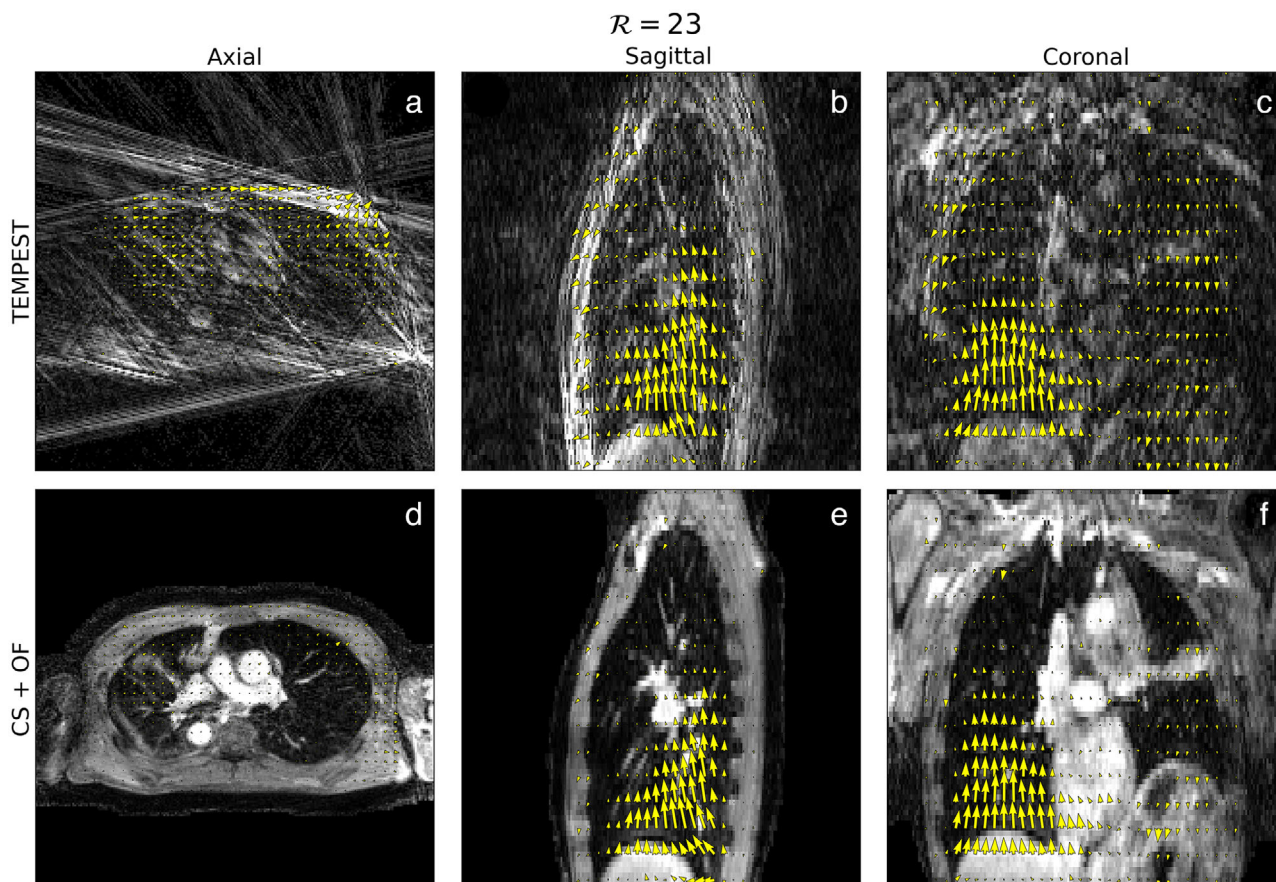 ℛ = 23
Axial
Sagittal
Coronal
TEMPEST
a
b
c
CS + OF
d
e
f